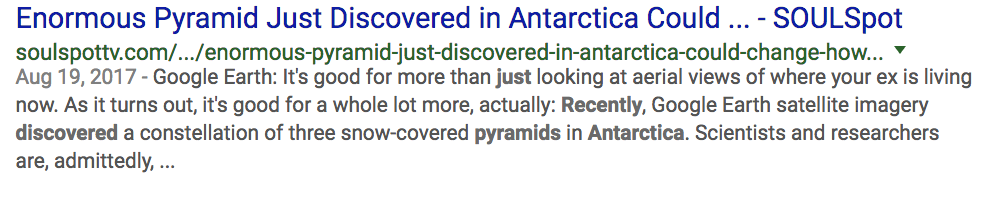 Enormous Pyramid Just Discovered in Antarctica Could ... - SOULSpot
soulspottv.com/.../enormous-pyramid-just-discovered-in-antarctica-could-change-how...
Aug 19, 2017 - Google Earth: It's good for more than just looking at aerial views of where your ex is living
now. As it turns out, it's good for a whole lot more, actually: Recently, Google Earth satellite imagery
discovered a constellation of three snow-covered pyramids in Antarctica. Scientists and researchers
are, admittedly, ...